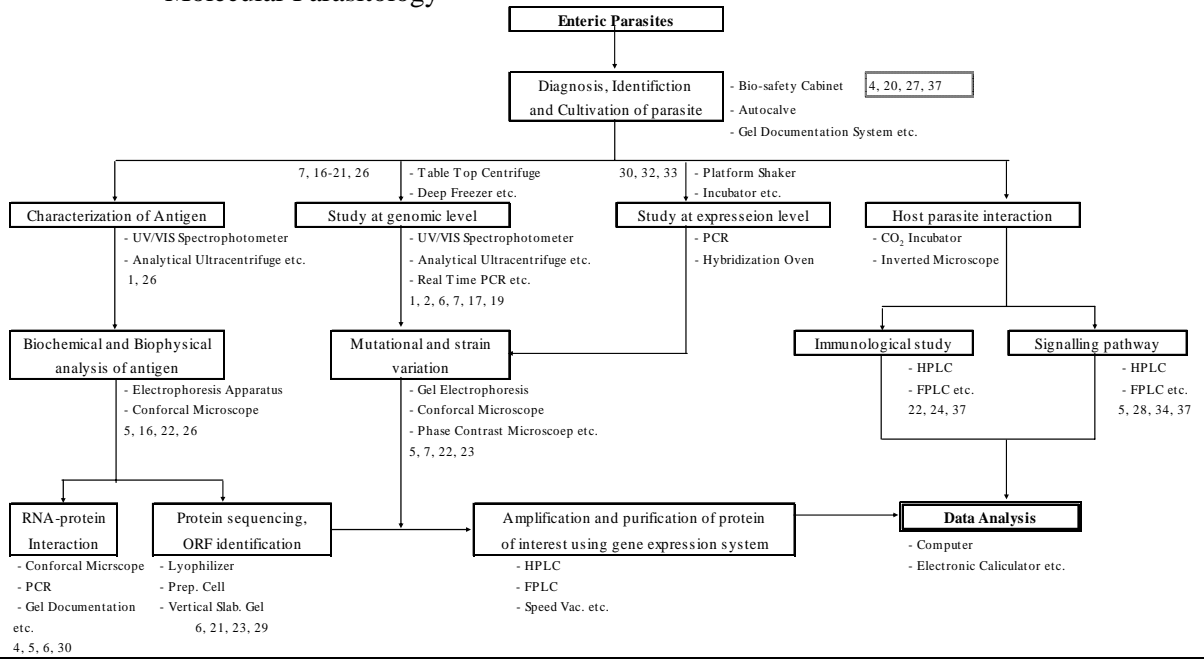 Molecular Parasitology
Enteric Parasites
Diagnosis, Identifiction
and Cultivation of parasite
- Bio-safety Cabinet
4, 20, 27, 37
- Autocalve
- Gel Documentation System etc.
7, 16-21, 26
- Table Top Centrifuge
- Deep Freezer etc.
30, 32, 33
- Platform Shaker
- Incubator etc.
Characterization of Antigen
- UV/VIS Spectrophotometer
- Analytical Ultracentrifuge etc.
1, 26
Study at genomic level
- UV/VIS Spectrophotometer
- Analytical Ultracentrifuge etc.
- Real Time PCR etc.
1, 2, 6, 7, 17, 19
Study at expression level
- PCR
- Hybridization Oven
Host parasite interaction
- CO2 Incubator
- Inverted Microscope
Biochemical and Biophysical
analysis of antigen
- Electrophoresis Apparatus
- Conforcal Microscope
5, 16, 22, 26
Mutational and strain
variation
- Gel Electrophoresis
- Conforcal Microscope
- Phase Contrast Microscoep etc.
5, 7, 22, 23
Immunological study
- HPLC
- FPLC etc.
22, 24, 37
Signalling pathway
- HPLC
- FPLC etc.
5, 28, 34, 37
RNA-protein
Interaction
- Conforcal Micrscope
- PCR
- Gel Documentation
etc.
4, 5, 6, 30
Protein sequencing,
ORF identification
- Lyophilizer
- Prep. Cell
- Vertical Slab. Gel
6, 21, 23, 29
Amplification and purification of protein
of interest using gene expression system
- HPLC
- FPLC
- Speed Vac. etc.
Data Analysis
- Computer
- Electronic Caliculator etc.